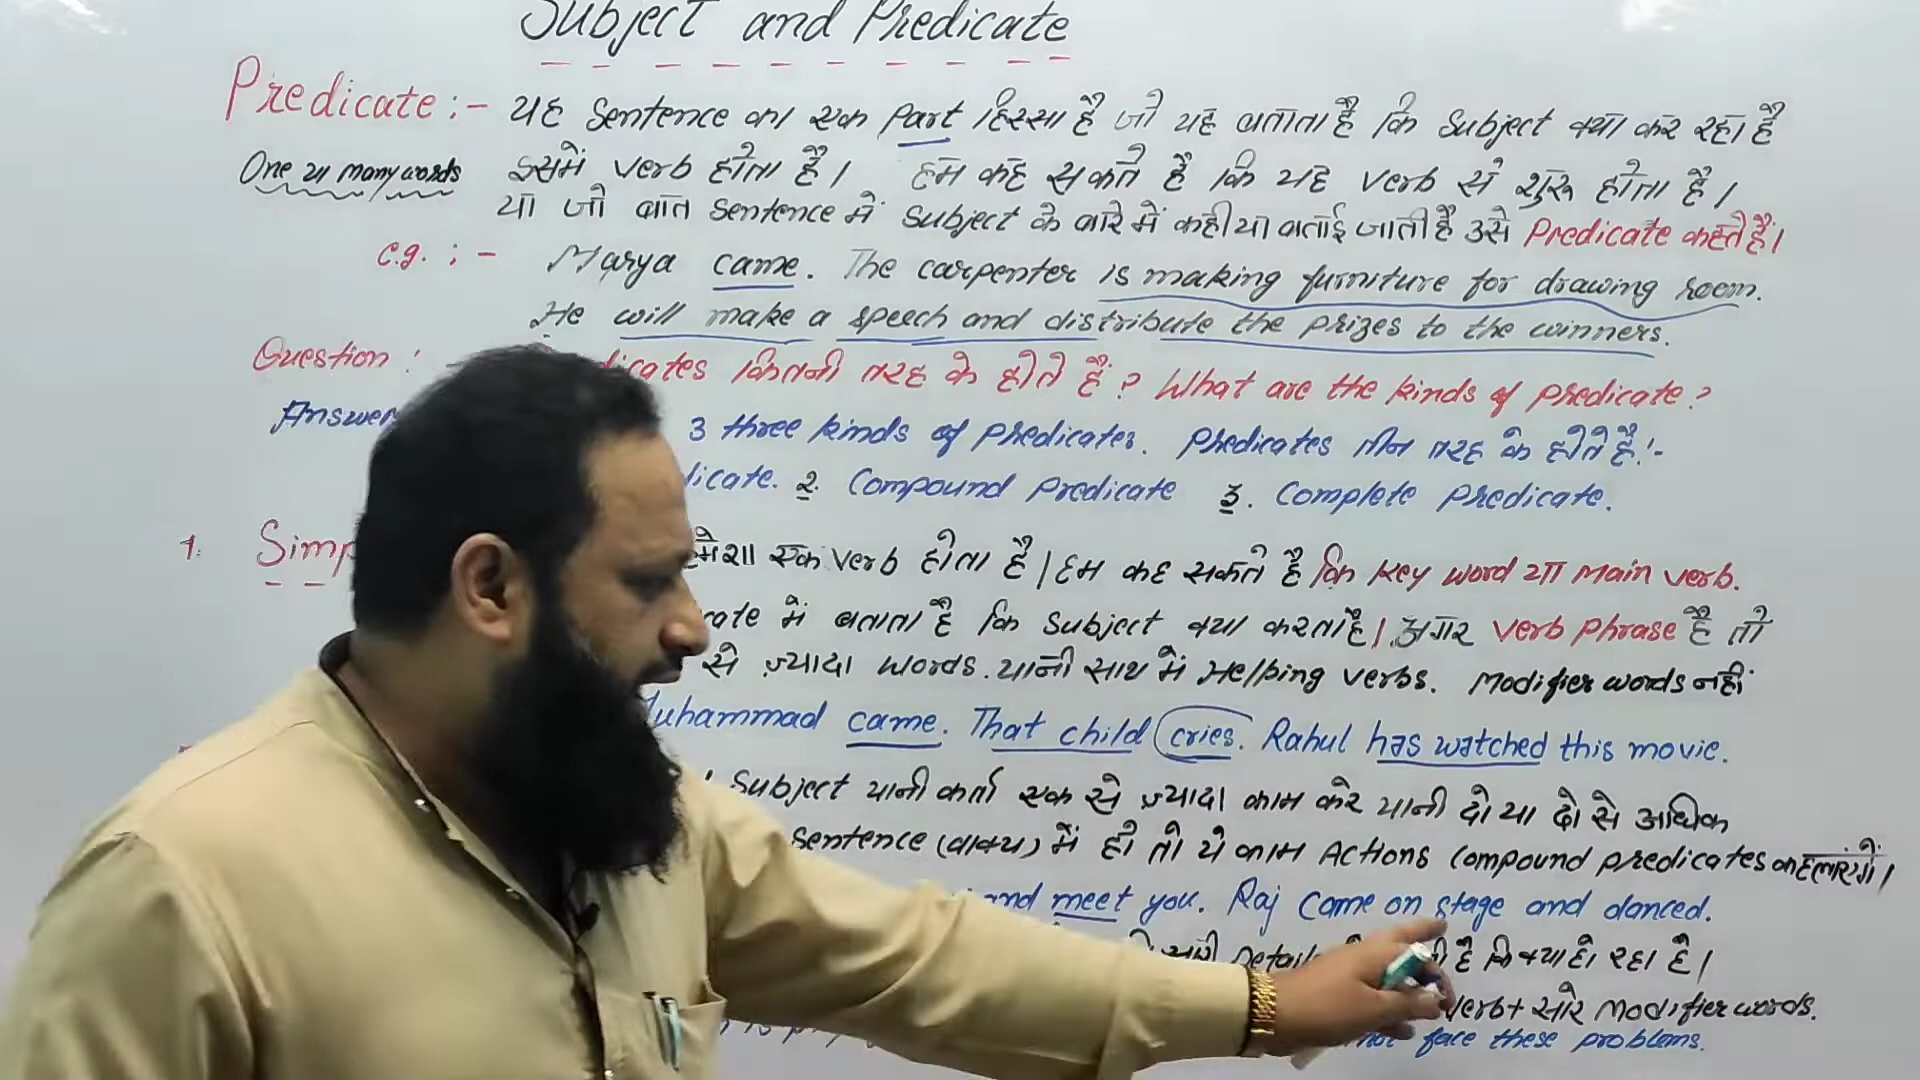 Subject and Predicate
Predicate :- यह Sentence का एक Part हिस्सा है जो यह बताता है कि Subject क्या कर रहा है
One या many words इसमें verb होता है। हम कह सकते है कि यह verb से शुरू होता है।
या जो बात sentence में subject के बारे में कही या बताई जाती है उसे Predicate कहते हैं।
e.g. :- Marya came. The carpenter is making furniture for drawing room.
He will make a speech and distribute the prizes to the winners.
Question : कितनी तरह के होते हैं? What are the kinds of predicate?
Answer 3 three kinds of predicates. Predicates तीन तरह के होते है:-
2. Compound Predicate 3. Complete Predicate.
1. एक verb होता है। हम कह सकते है कि key word या main verb.
में बताता है कि Subject क्या करता है। अगर verb phrase है तो
से ज़्यादा words. यानी साथ में Helping verbs. Modifier words नहीं
Muhammad came. That child cries. Rahul has watched this movie.
Subject यानी कर्ता एक से ज़्यादा काम करे यानी दो या दो से अधिक
Sentence (वाक्य) में हो तो ये काम Actions Compound predicates कहलाएंगे।
and meet you. Raj came on stage and danced.
है कि क्या हो रहा है।
verb+ और Modifier words.
not face these problems.